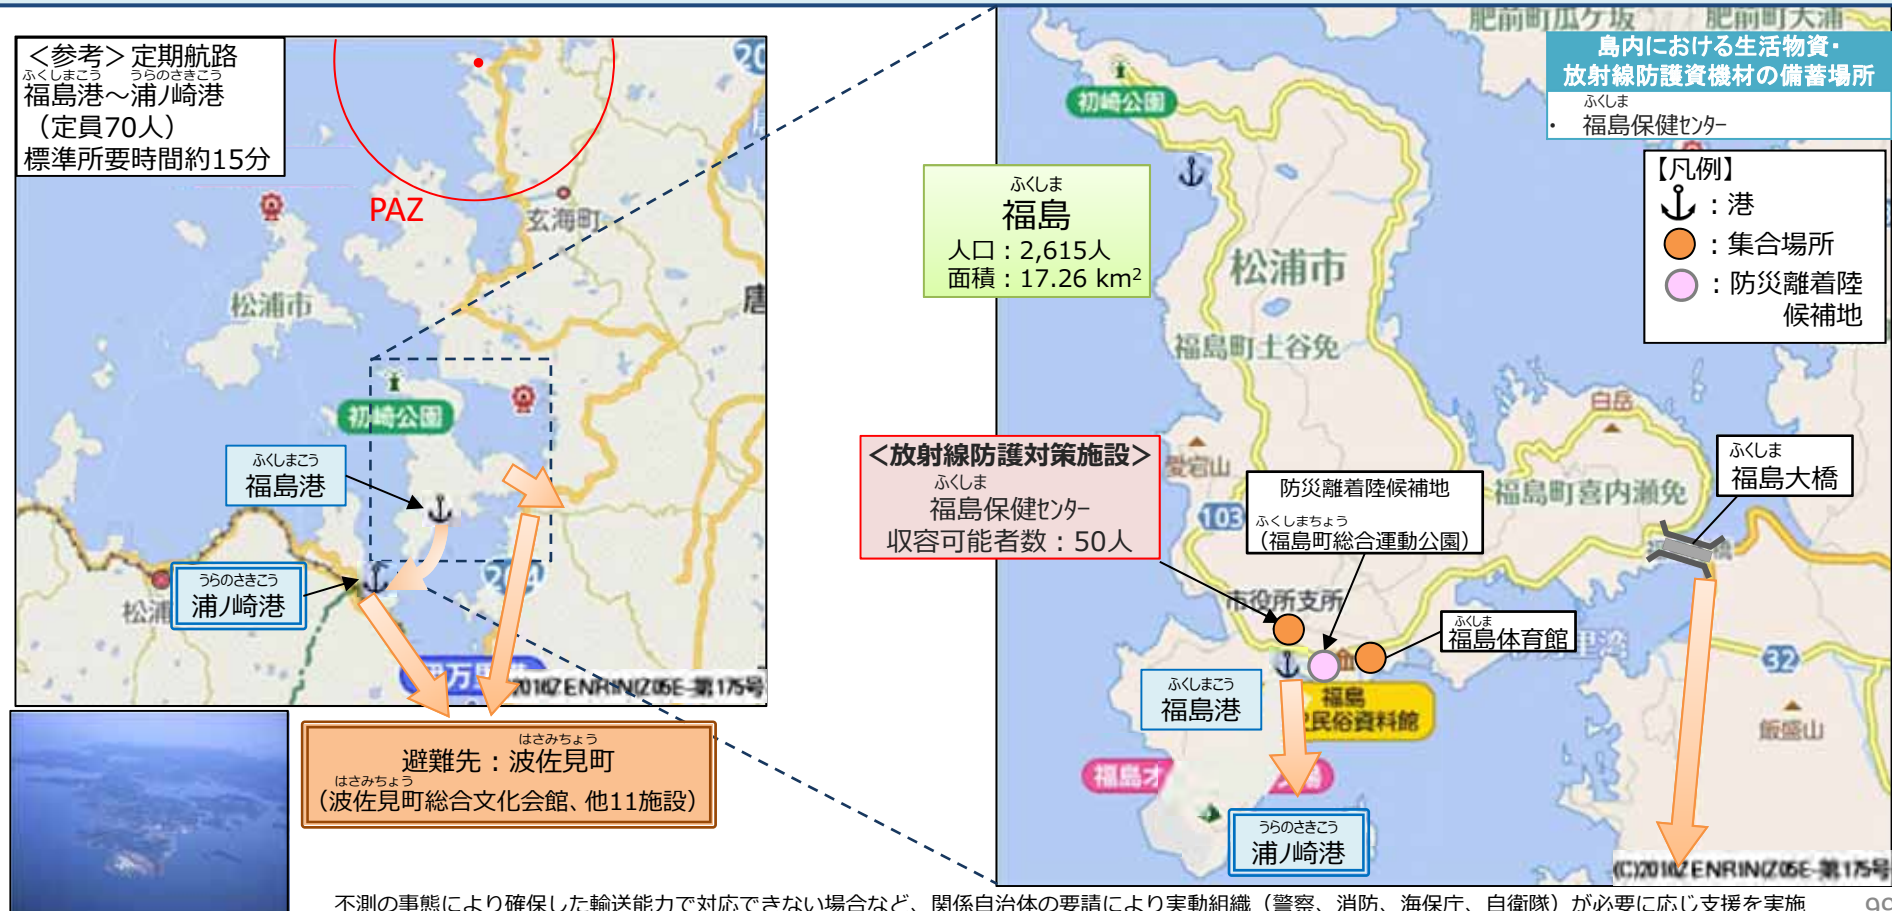 ＜参考＞定期航路
ふくしまこう　うらのさきこう
福島港～浦ノ崎港
（定員70人）
標準所要時間約15分
PAZ
玄海町
松浦市
初崎公園
ふくしまこう
福島港
うらのさきこう
浦ノ崎港
松浦
避難先：波佐見町
はさみちょう
はさみちょう
（波佐見町総合文化会館、他11施設）
肥前町瓜ケ坂
肥前町大浦
島内における生活物資・
放射線防護資機材の備蓄場所
ふくしま
・ 福島保健センター
【凡例】
：港
：集合場所
：防災離着陸
候補地
初崎公園
ふくしま
福島
人口：2,615人
面積：17.26 km²
松浦市
福島町土谷免
白岳
＜放射線防護対策施設＞
ふくしま
福島保健センター
収容可能者数：50人
愛宕山
103
防災離着陸候補地
ふくしまちょう
（福島町総合運動公園）
福島町喜内瀬免
ふくしま
福島大橋
市役所支所
ふくしま
福島体育館
32
飯盛山
ふくしまこう
福島港
福島
民俗資料館
福島オ
うらのさきこう
浦ノ崎港
(C)2016ZENRIN(Z05E-第175号
不測の事態により確保した輸送能力で対応できない場合など、関係自治体の要請により実動組織（警察、消防、海保庁、自衛隊）が必要に応じ支援を実施